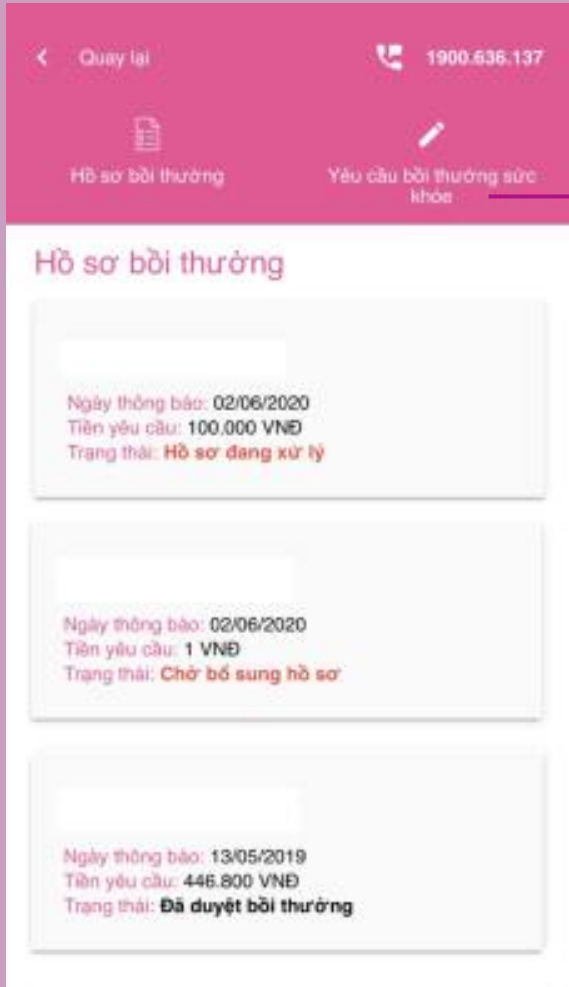 Quay lại
1900.636.137
Hồ sơ bồi thường
Yêu cầu bồi thường sức
khỏe
Hồ sơ bồi thường
Ngày thông báo: 02/06/2020
Tiền yêu cầu: 100.000 VNĐ
Trạng thái: Hồ sơ đang xử lý
Ngày thông báo: 02/06/2020
Tiền yêu cầu: 1 VNĐ
Trạng thái: Chờ bổ sung hồ sơ
Ngày thông báo: 13/05/2019
Tiền yêu cầu: 446.800 VNĐ
Trạng thái: Đã duyệt bồi thường